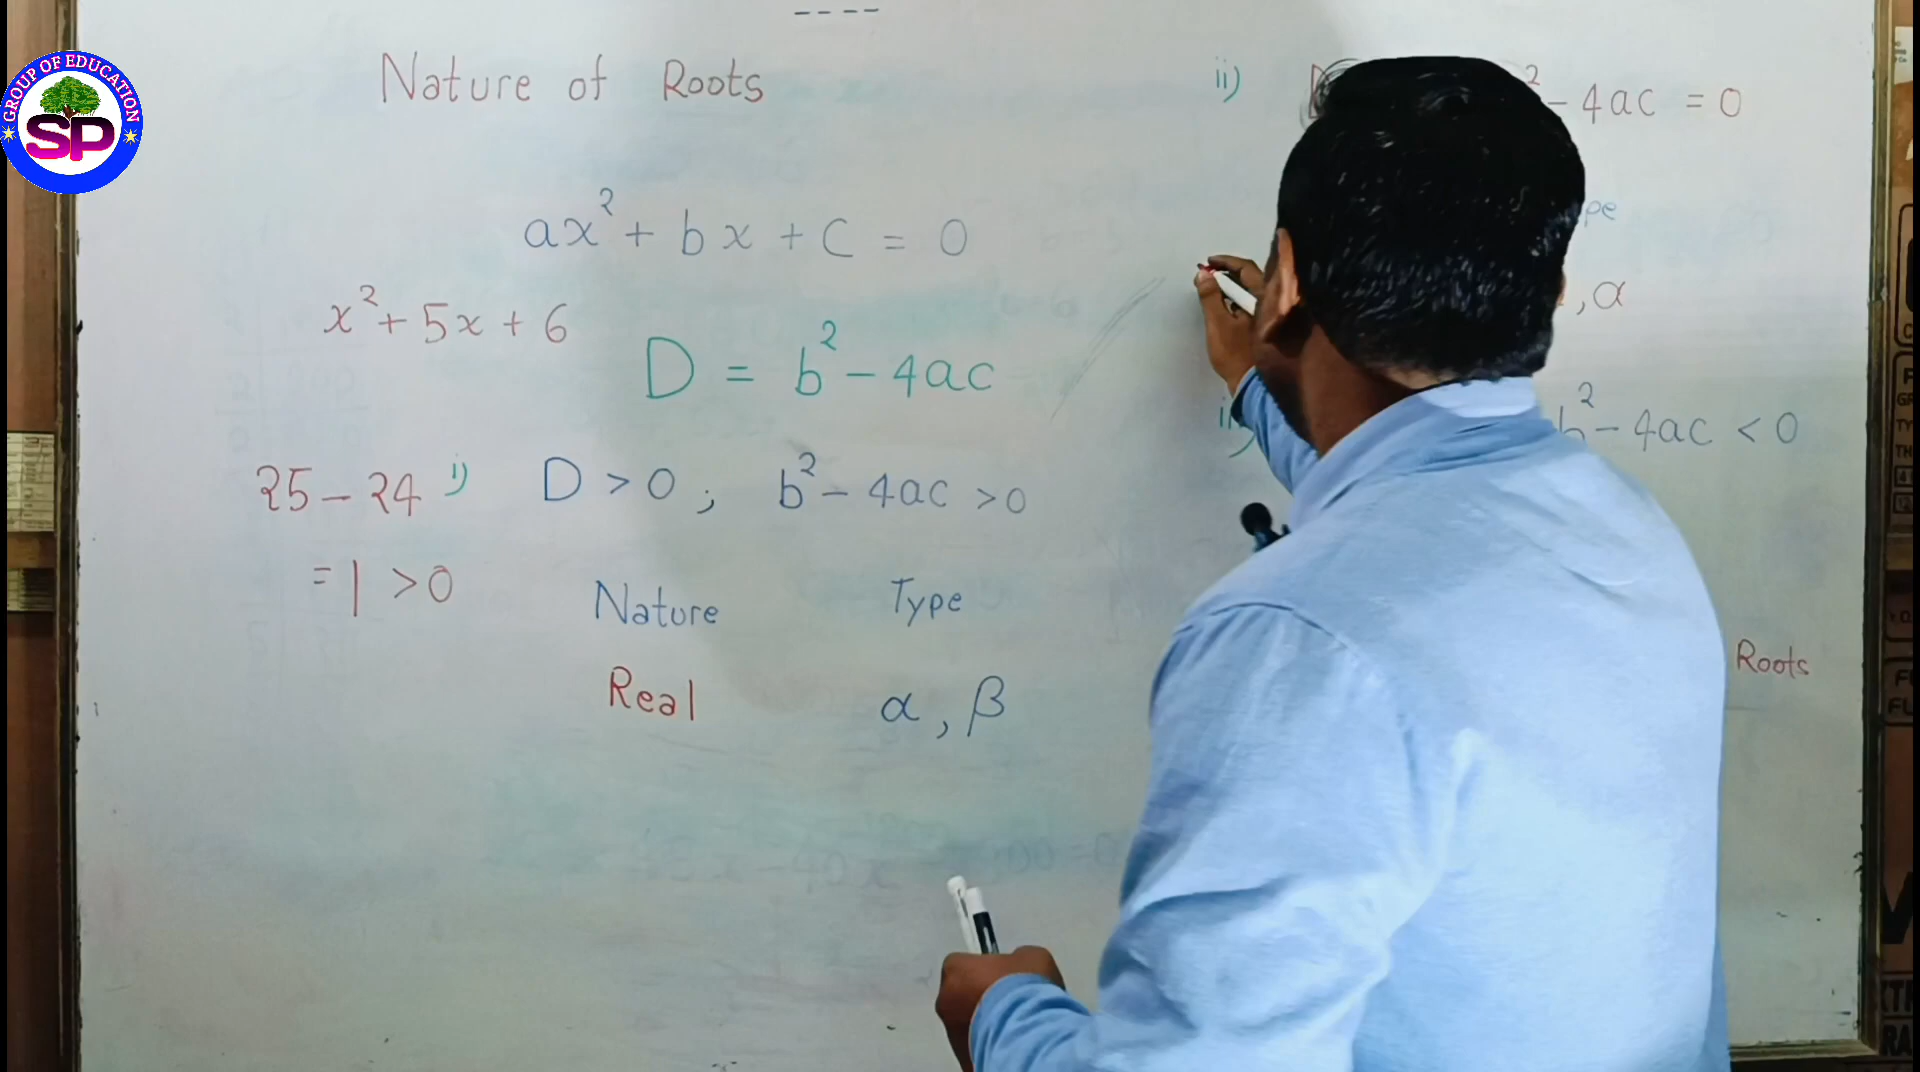 GROUP OF EDUCATION
SP
Nature of Roots
ax² + bx + c = 0
x² + 5x + 6
D = b² - 4ac
25 - 24
= 1 > 0
i) D > 0 ; b² - 4ac > 0
Nature Type
Real α, β
ii) ² - 4ac = 0
, α
b² - 4ac < 0
Roots